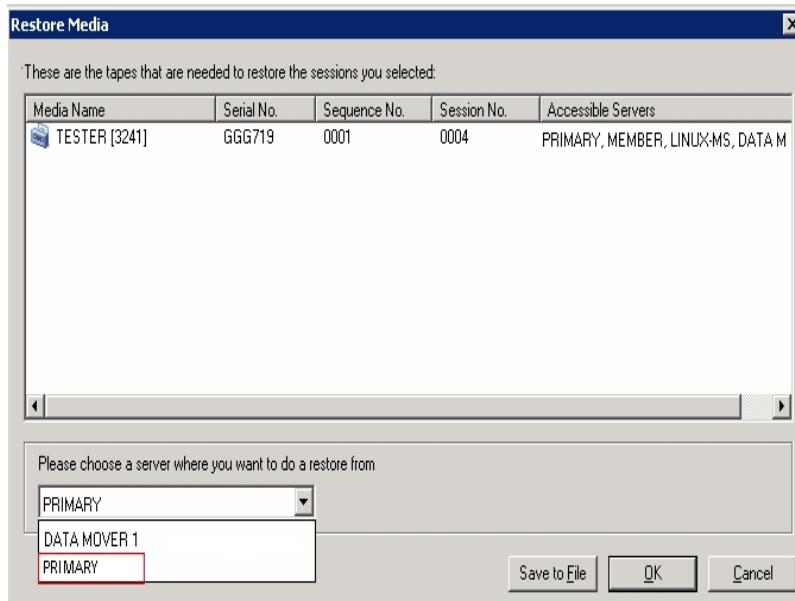 Restore Media
These are the tapes that are needed to restore the sessions you selected:
Media Name Serial No. Sequence No. Session No. Accessible Servers
TESTER [3241] GGG719 0001 0004 PRIMARY, MEMBER, LINUX-MS, DATA M
Please choose a server where you want to do a restore from
PRIMARY
DATA MOVER 1
PRIMARY
Save to File OK Cancel